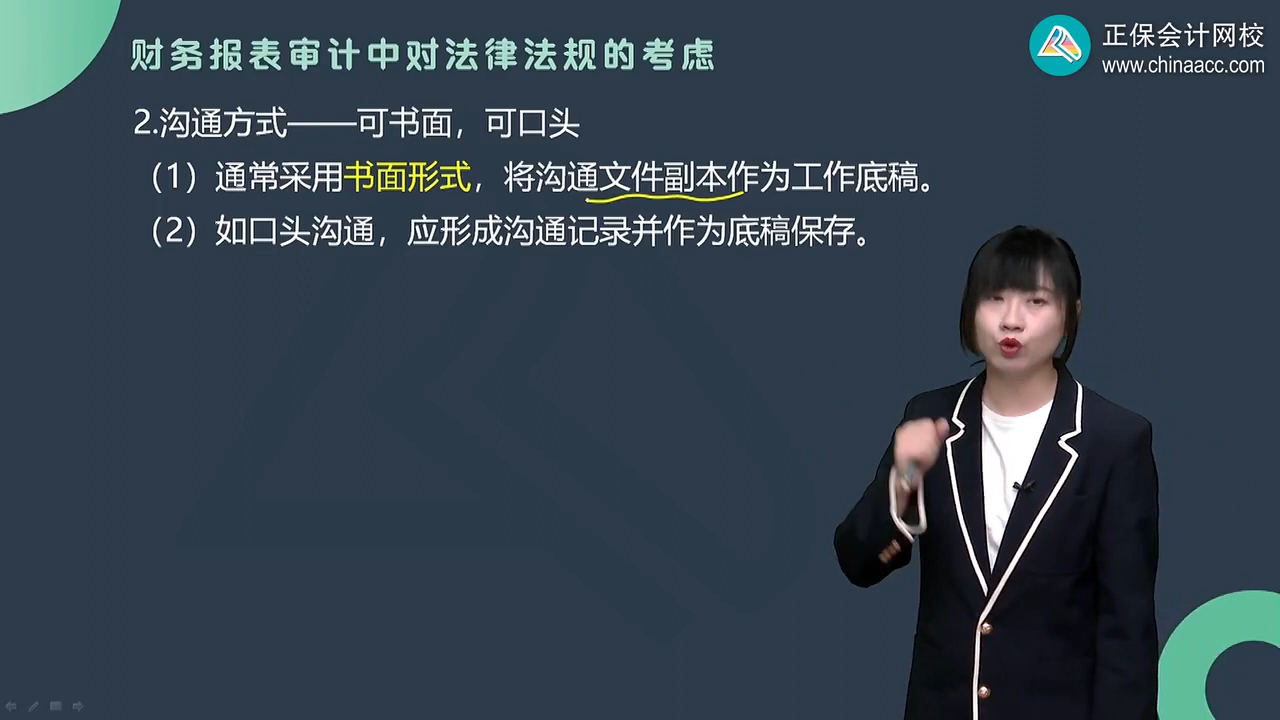 财务报表审计中对法律法规的考虑
正保会计网校
www.chinaacc.com
2.沟通方式——可书面，可口头
（1）通常采用书面形式，将沟通文件副本作为工作底稿。
（2）如口头沟通，应形成沟通记录并作为底稿保存。